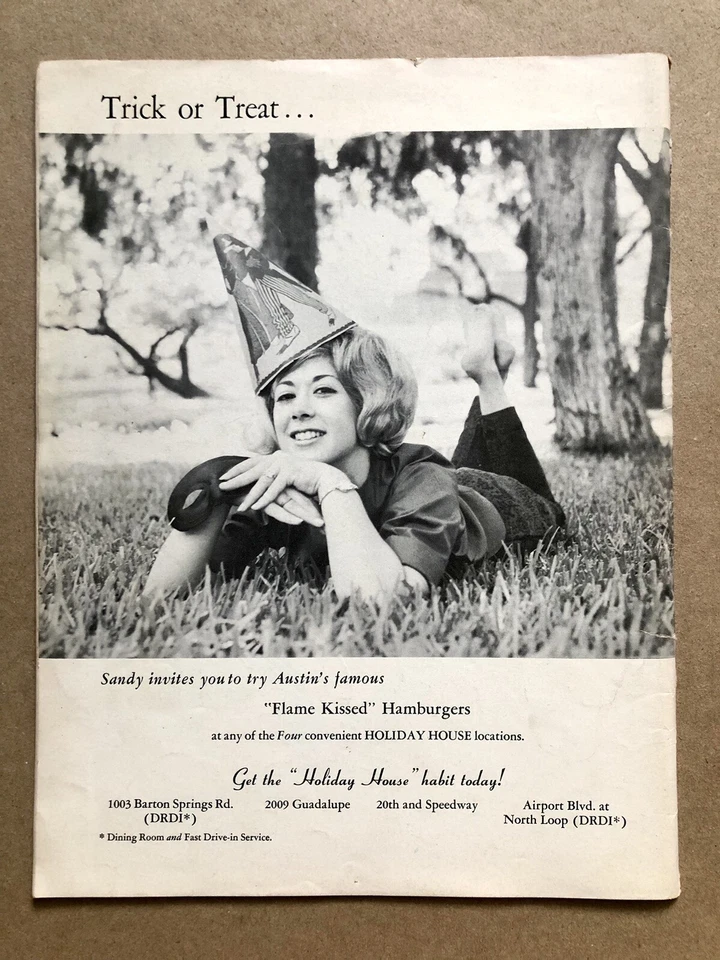 Trick or Treat...
Sandy invites you to try Austin's famous
"Flame Kissed" Hamburgers
at any of the Four convenient HOLIDAY HOUSE locations.
Get the "Holiday House" habit today!
1003 Barton Springs Rd. 2009 Guadalupe 20th and Speedway Airport Blvd. at
(DRDI*) North Loop (DRDI*)
* Dining Room and Fast Drive-in Service.